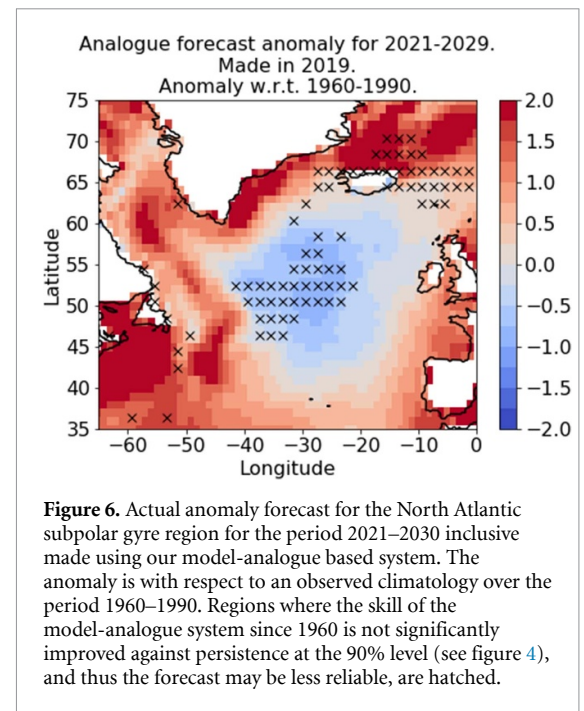 Analogue forecast anomaly for 2021-2029.
Made in 2019.
Anomaly w.r.t. 1960-1990.
75
70
65
60
55
50
45
40
35
Latitude
−60
−50
−40
−30
−20
−10
0
Longitude
2.0
1.5
1.0
0.5
0.0
−0.5
−1.0
−1.5
−2.0
Figure 6. Actual anomaly forecast for the North Atlantic
subpolar gyre region for the period 2021–2030 inclusive
made using our model-analogue based system. The
anomaly is with respect to an observed climatology over the
period 1960–1990. Regions where the skill of the
model-analogue system since 1960 is not significantly
improved against persistence at the 90% level (see figure 4),
and thus the forecast may be less reliable, are hatched.